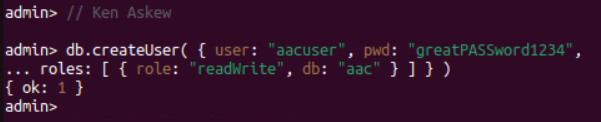 admin> // Ken Askew
admin> db.createUser( { user: "aacuser", pwd: "greatPASSword1234",
... roles: [ { role: "readWrite", db: "aac" } ] } )
{ ok: 1 }
admin>